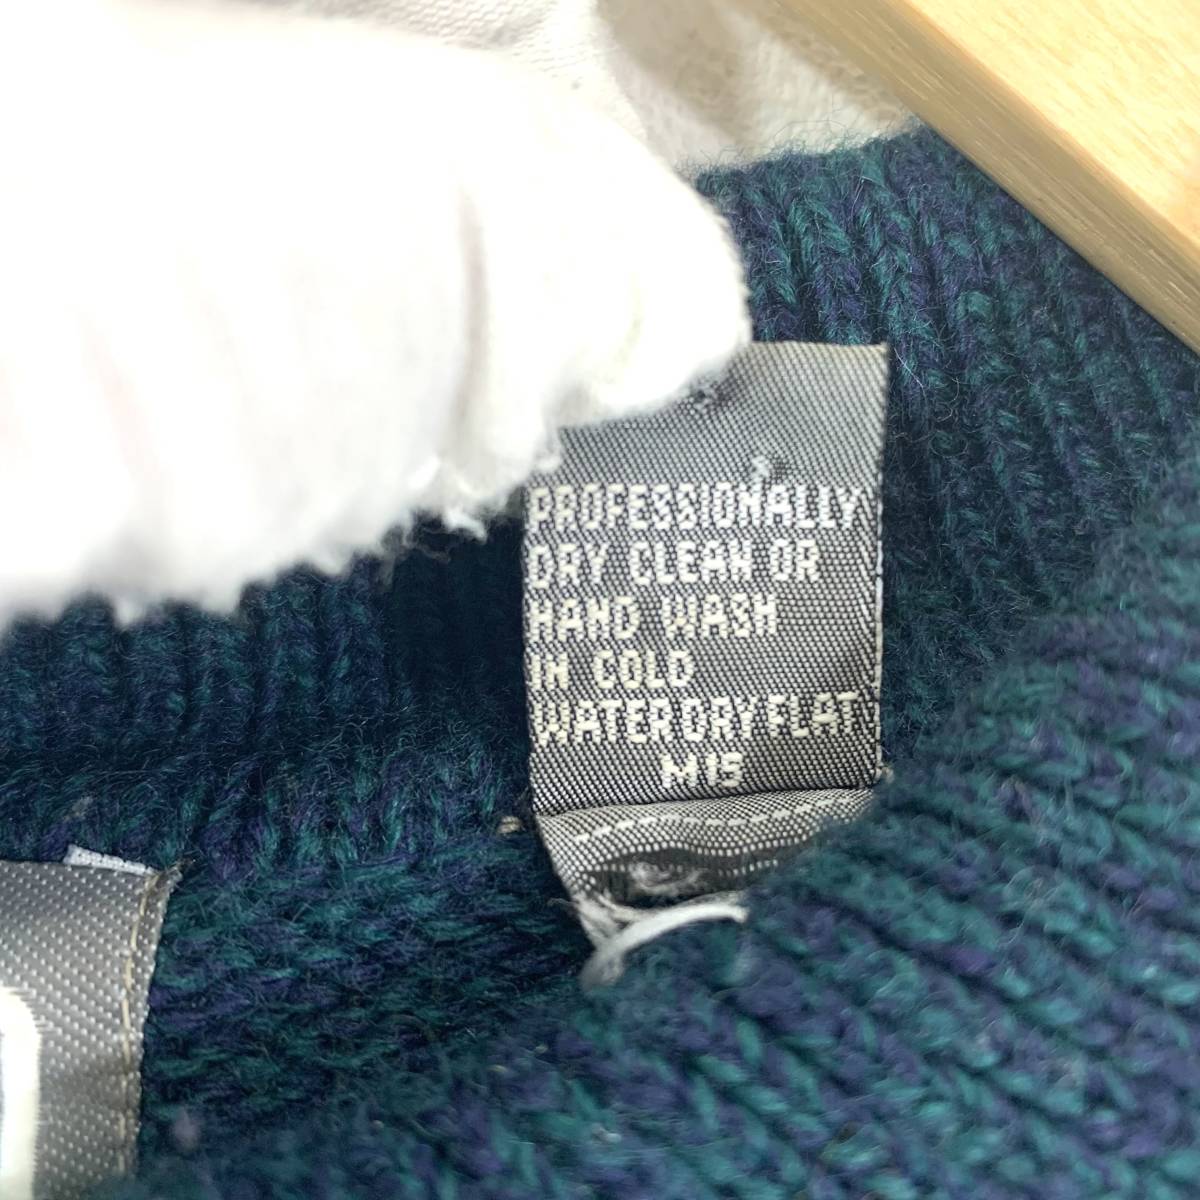 PROFESSIONALLY
DRY CLEAN OR
HAND WASH
IN COLD
WATER DRY FLAT
M15